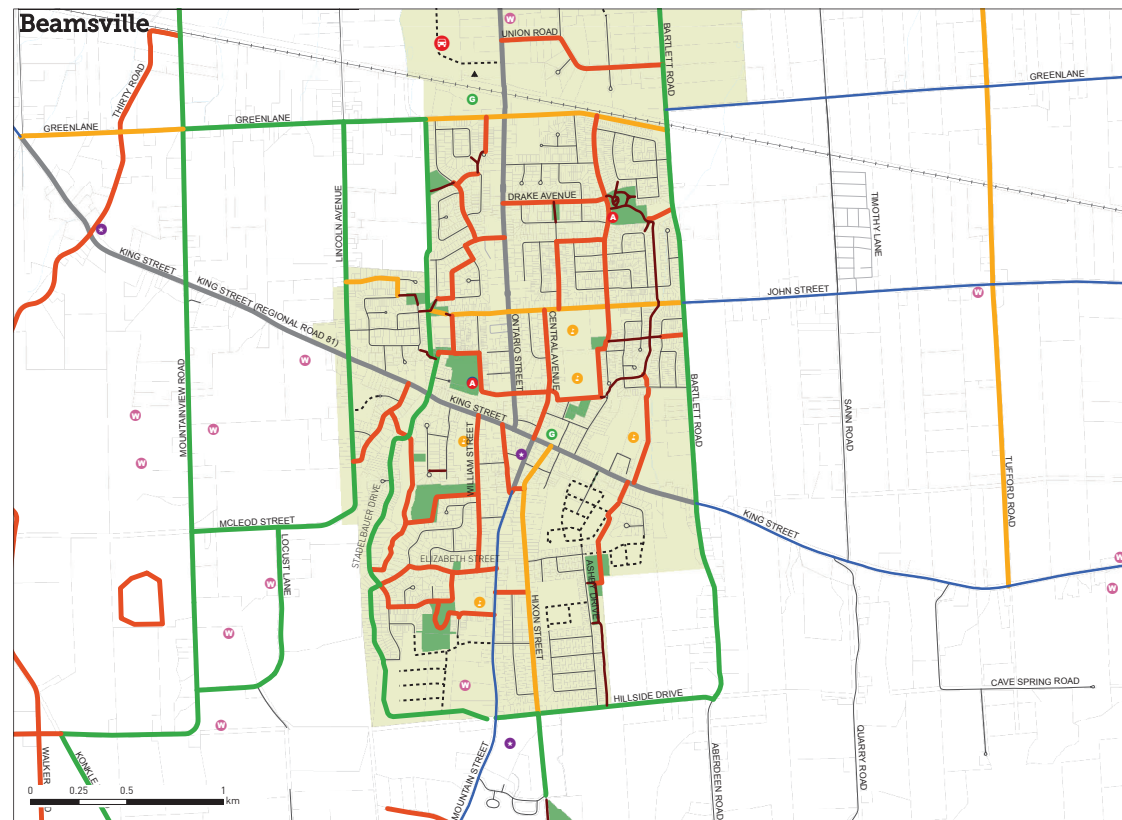 Beamsville
W
UNION ROAD
BARTLETT ROAD
THIRTY ROAD
GREENLANE
G
GREENLANE
GREENLANE
LINCOLN AVENUE
DRAKE AVENUE
A
TIMOTHY LANE
KING STREET
KING STREET (REGIONAL ROAD 81)
JOHN STREET
W
ONTARIO STREET
CENTRAL AVENUE
W
MOUNTAINVIEW ROAD
A
BARTLETT ROAD
KING STREET
SANN ROAD
W
W
W
G
WILLIAM STREET
TUFFORD ROAD
STADELBAUER DRIVE
MCLEOD STREET
KING STREET
LOCUST LANE
ELIZABETH STREET
ASHBY DRIVE
W
W
W
HIXON STREET
W
W
HILLSIDE DRIVE
CAVE SPRING ROAD
W
WALKER
KONKLE
MOUNTAIN STREET
ABERDEEN ROAD
QUARRY ROAD
0 0.25 0.5 1
km